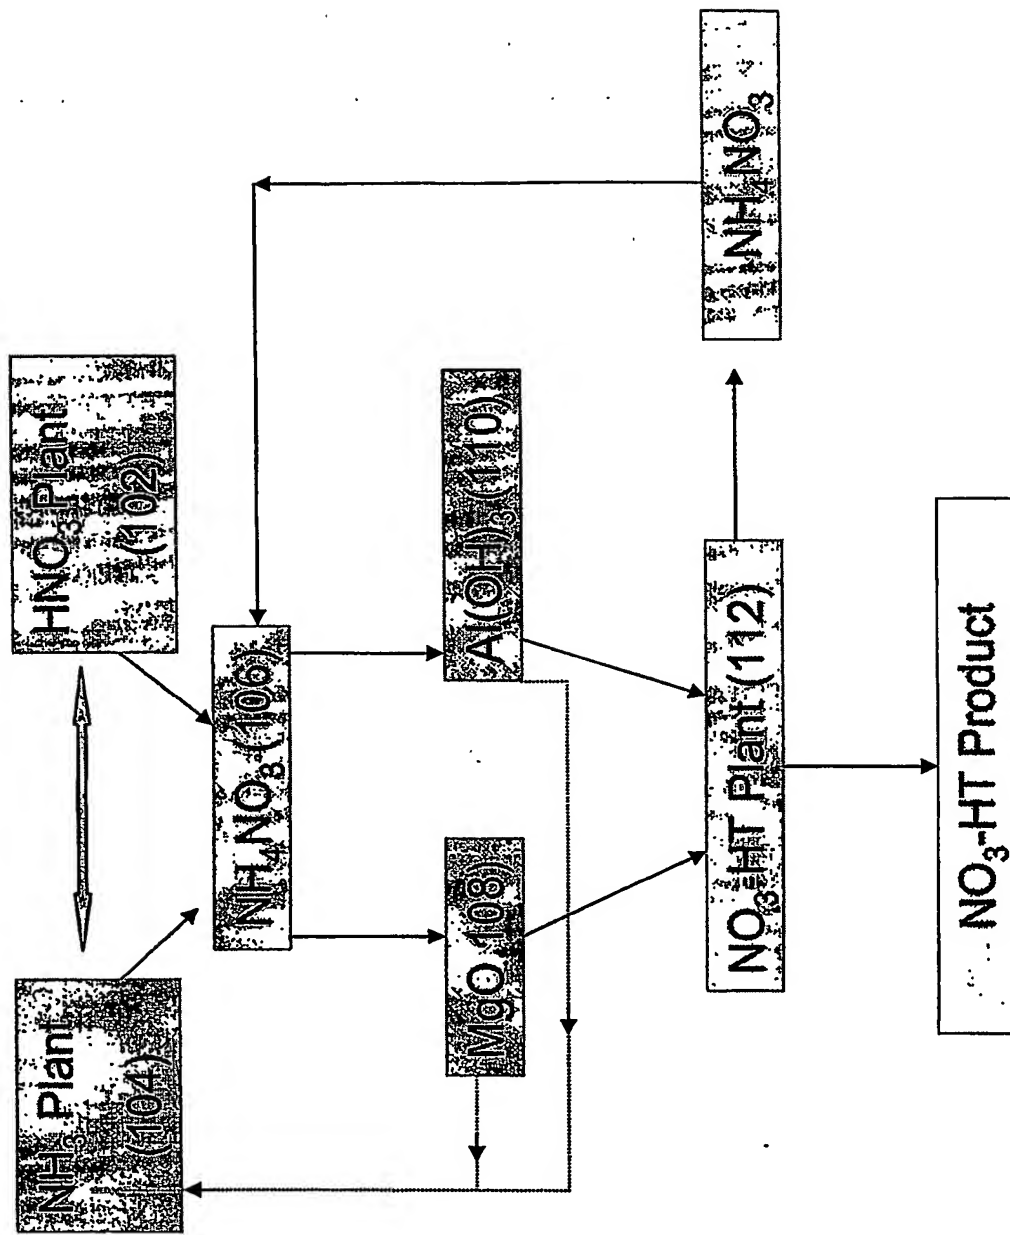 NH₃ Plant
(104)
HNO₃ Plant
(102)
NH₄NO₃ (106)
MgO 108)
Al(OH)₃ (110)
NO₃-HT Plant (112)
NH₄NO₃
NO₃-HT Product